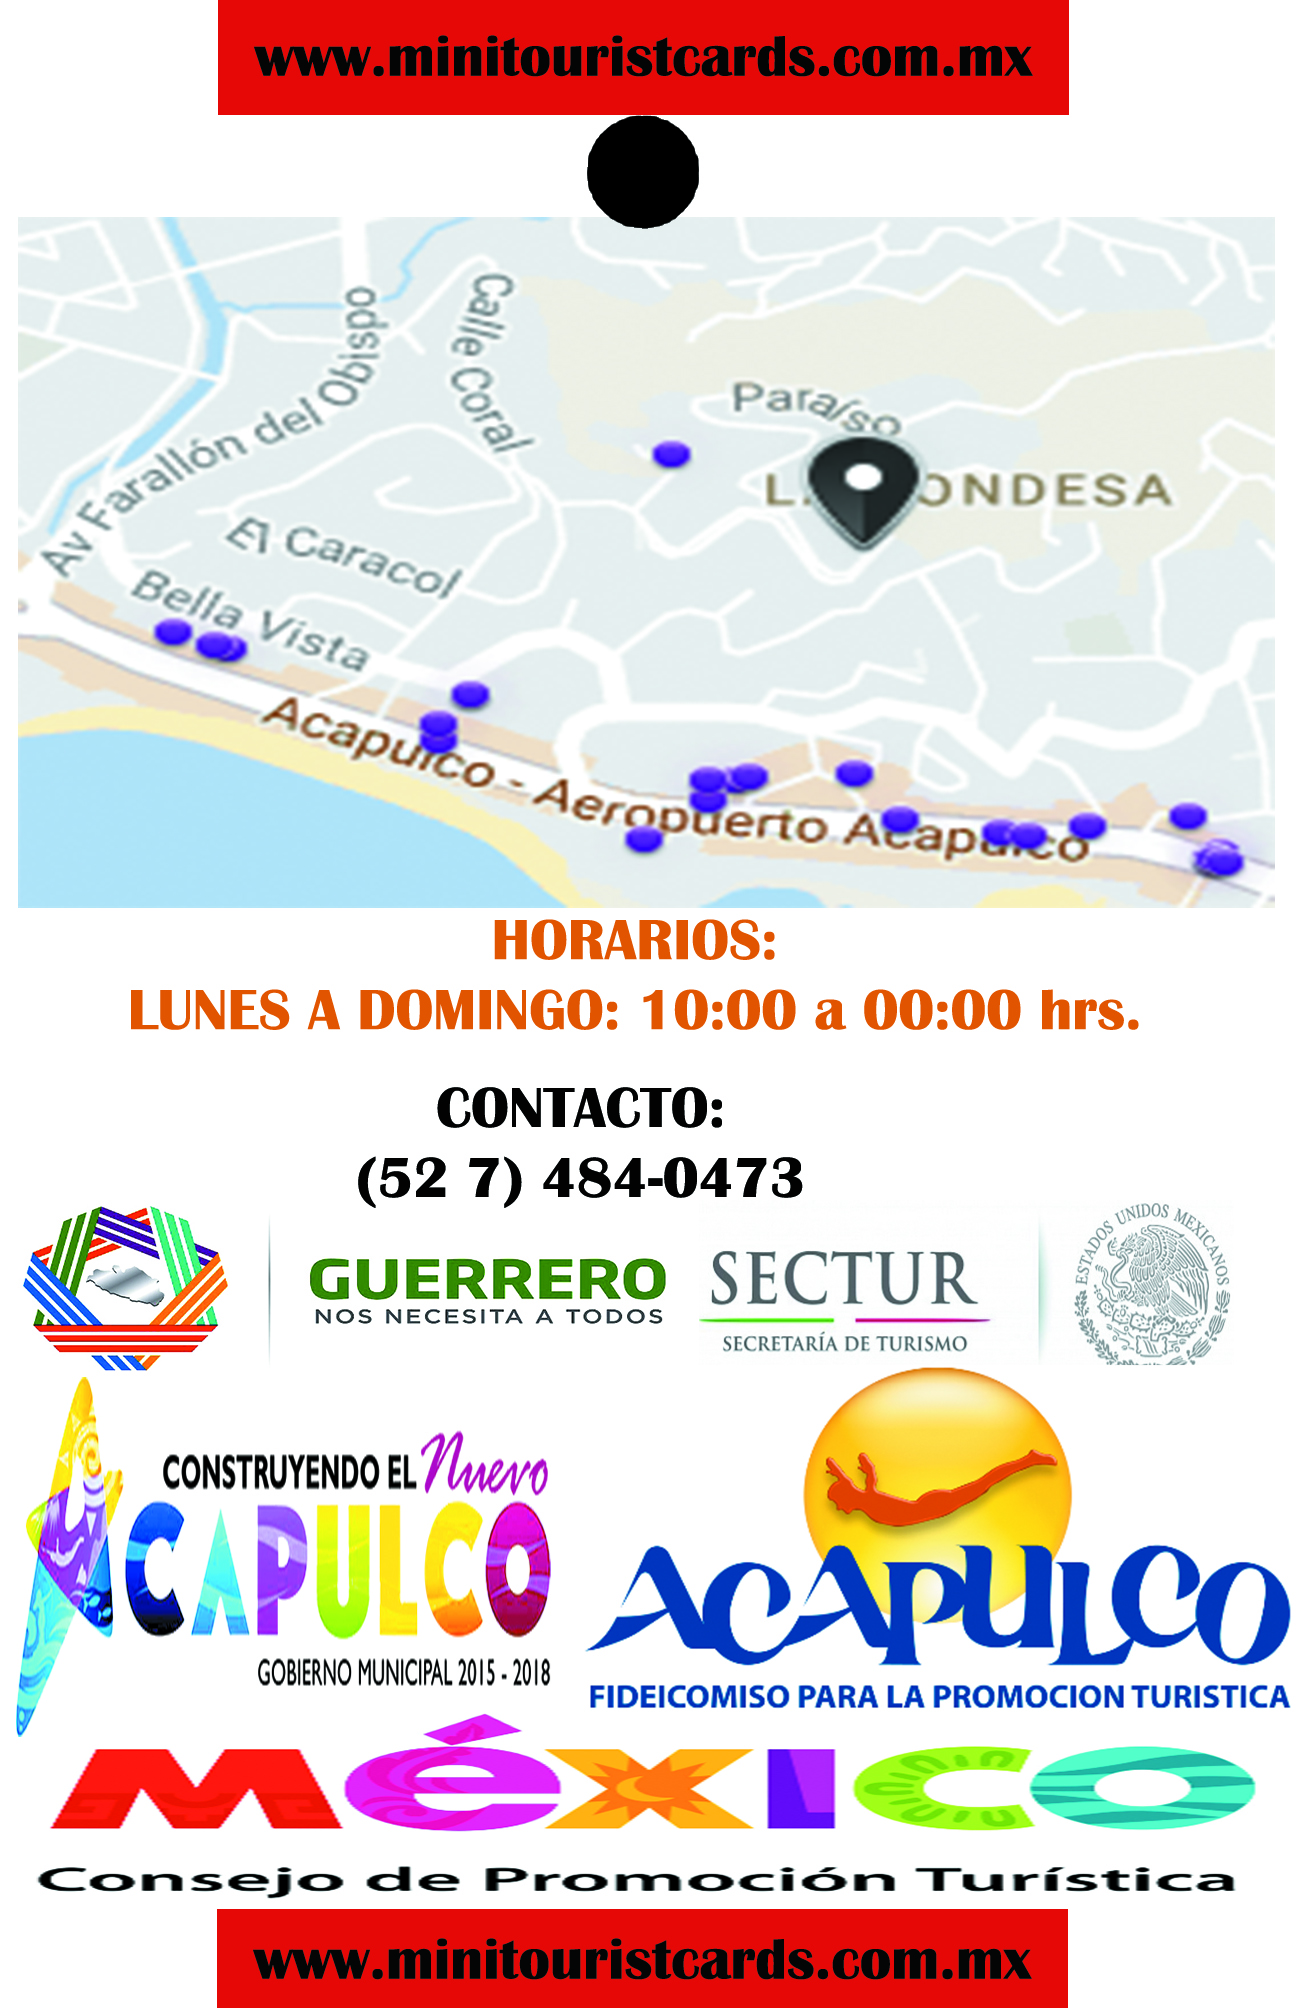 www.minitouristcards.com.mx
Av Farallón del Obispo
Calle Coral
Paraíso
El Caracol
Bella Vista
Acapulco - Aeropuerto Acapulco
HORARIOS:
LUNES A DOMINGO: 10:00 a 00:00 hrs.
CONTACTO:
(52 7) 484-0473
GUERRERO
NOS NECESITA A TODOS
SECTUR
SECRETARÍA DE TURISMO
ESTADOS UNIDOS MEXICANOS
CONSTRUYENDO EL Nuevo
ACAPULCO
GOBIERNO MUNICIPAL 2015 - 2018
ACAPULCO
FIDEICOMISO PARA LA PROMOCION TURISTICA
MÉXICO
Consejo de Promoción Turística
www.minitouristcards.com.mx